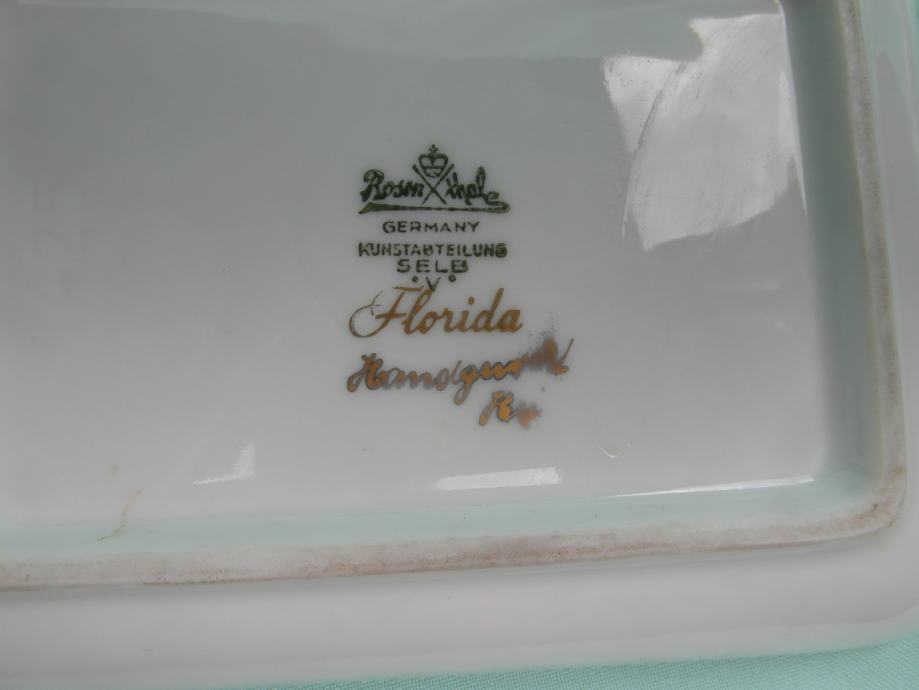 Rosenthal
GERMANY
KUNSTABTEILUNG
SELB
V
Florida
Handgemalt